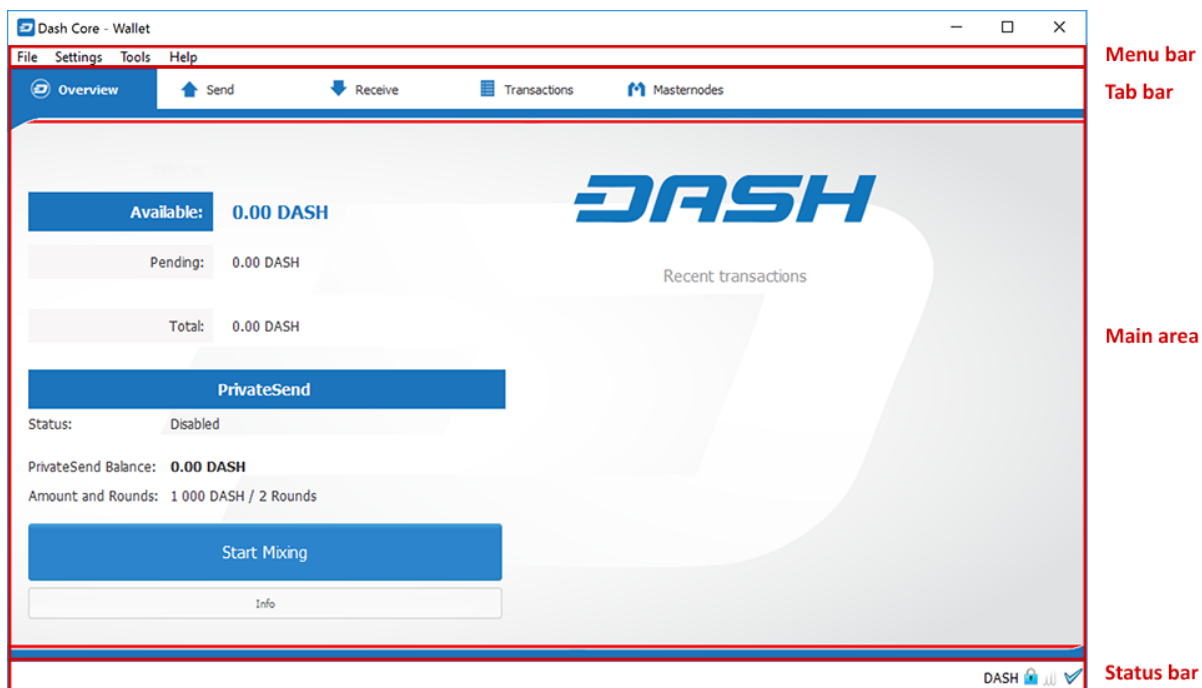 Dash Core - Wallet
File Settings Tools Help
Menu bar
Overview Send Receive Transactions Masternodes
Tab bar
DASH
Available: 0.00 DASH
Pending: 0.00 DASH
Recent transactions
Total: 0.00 DASH
Main area
PrivateSend
Status: Disabled
PrivateSend Balance: 0.00 DASH
Amount and Rounds: 1 000 DASH / 2 Rounds
Start Mixing
Info
DASH
Status bar